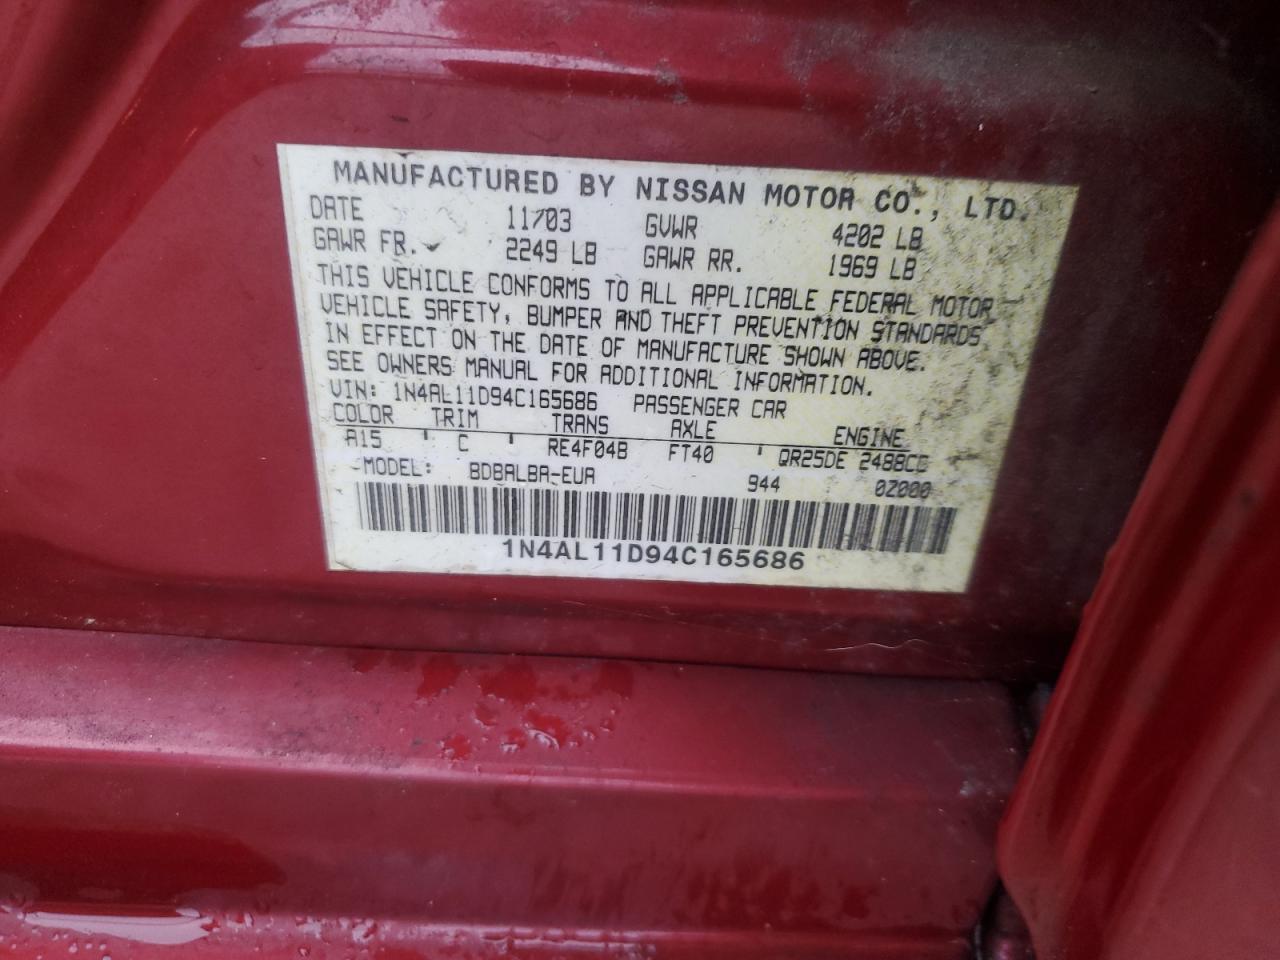 MANUFACTURED BY NISSAN MOTOR CO., LTD.
DATE 11/03 GVWR 4202 LB
GAWR FR. 2249 LB GAWR RR. 1969 LB
THIS VEHICLE CONFORMS TO ALL APPLICABLE FEDERAL MOTOR
VEHICLE SAFETY, BUMPER AND THEFT PREVENTION STANDARDS
IN EFFECT ON THE DATE OF MANUFACTURE SHOWN ABOVE.
SEE OWNERS MANUAL FOR ADDITIONAL INFORMATION.
VIN: 1N4AL11D94C165686 PASSENGER CAR
COLOR TRIM TRANS AXLE ENGINE
A15 C RE4F04B FT40 QR25DE 2488CC
MODEL: BDBALBA-EUA 944 0Z000
1N4AL11D94C165686